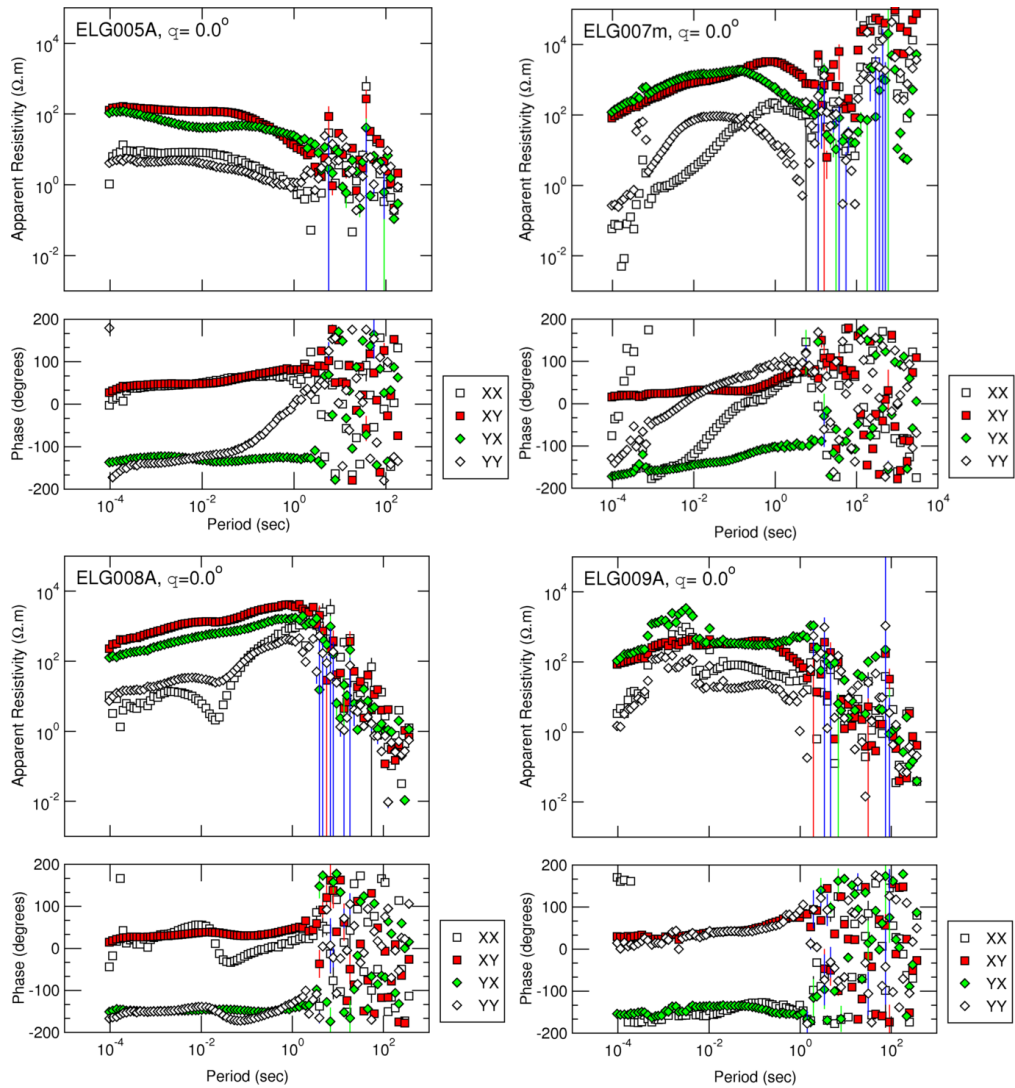 ELG005A, q= 0.0°
Apparent Resistivity (Ω.m)
10^4
10^2
10^0
10^-2
Phase (degrees)
200
100
0
-100
-200
10^-4 10^-2 10^0 10^2
Period (sec)
XX
XY
YX
YY
ELG007m, q= 0.0°
Apparent Resistivity (Ω.m)
10^4
10^2
10^0
10^-2
Phase (degrees)
200
100
0
-100
-200
10^-4 10^-2 10^0 10^2 10^4
Period (sec)
XX
XY
YX
YY
ELG008A, q=0.0°
Apparent Resistivity (Ω.m)
10^4
10^2
10^0
10^-2
Phase (degrees)
200
100
0
-100
-200
10^-4 10^-2 10^0 10^2
Period (sec)
XX
XY
YX
YY
ELG009A, q=0.0°
Apparent Resistivity (Ω.m)
10^4
10^2
10^0
10^-2
Phase (degrees)
200
100
0
-100
-200
10^-4 10^-2 10^0 10^2
Period (sec)
XX
XY
YX
YY